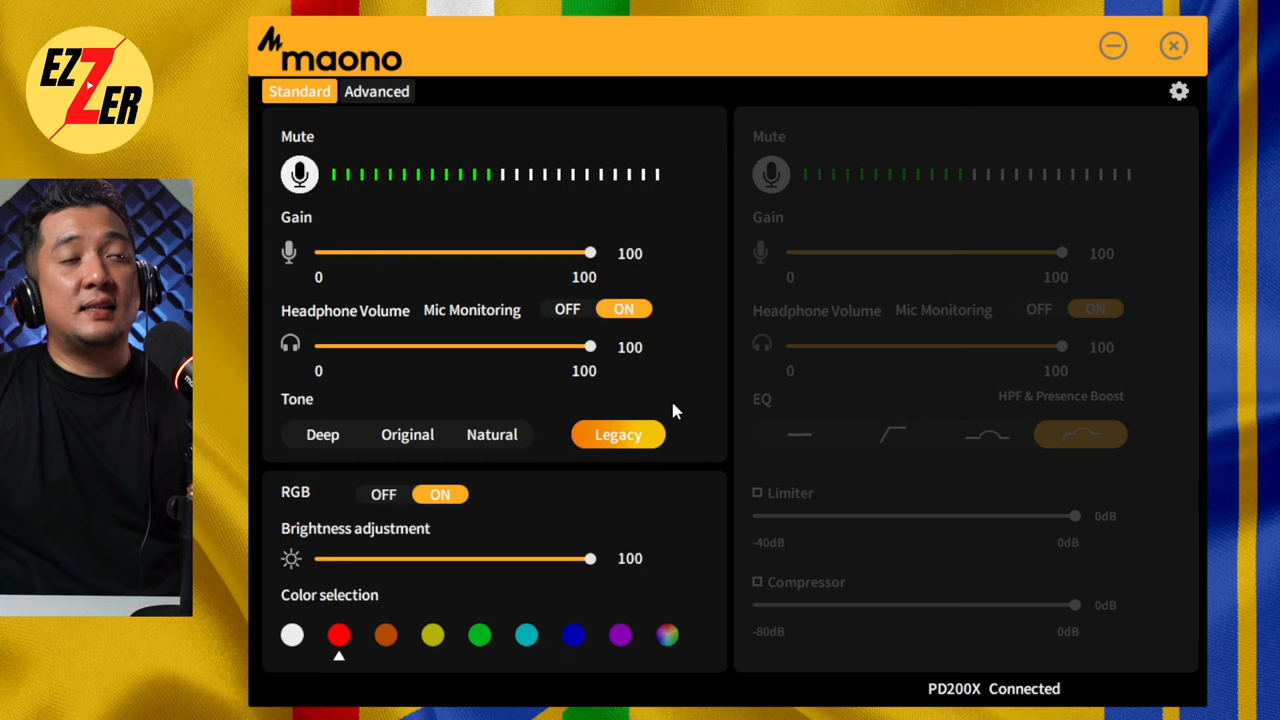 EZ
Z
ER
maono
Standard Advanced
Mute
Gain
100
0 100
Headphone Volume Mic Monitoring OFF ON
100
0 100
Tone
Deep Original Natural Legacy
RGB OFF ON
Brightness adjustment
100
Color selection
Mute
Gain
100
0 100
Headphone Volume Mic Monitoring OFF ON
100
0 100
EQ HPF & Presence Boost
Limiter
0dB
-40dB 0dB
Compressor
0dB
-80dB 0dB
PD200X Connected